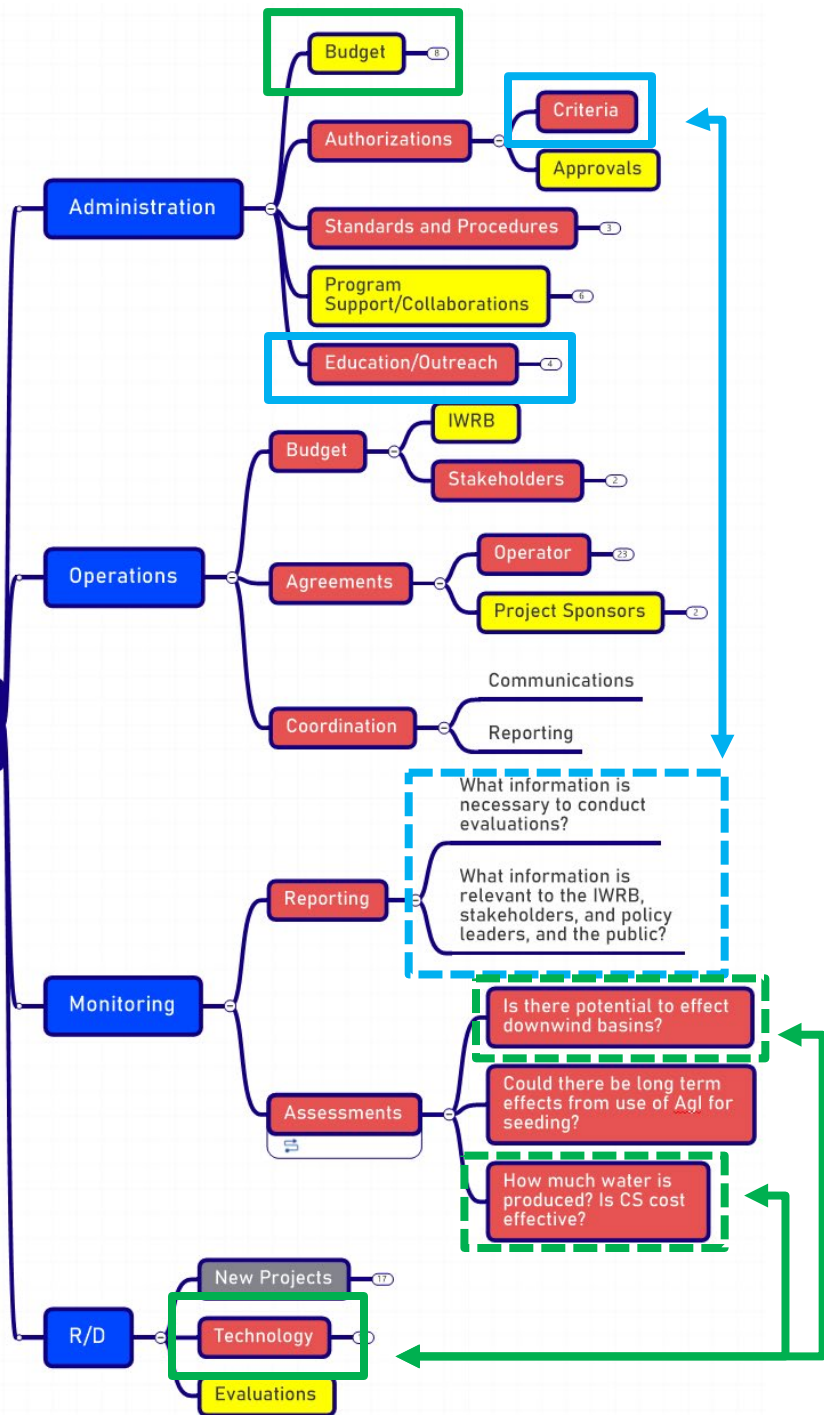 Budget
8
Criteria
Authorizations
Approvals
Administration
Standards and Procedures
3
Program
Support/Collaborations
6
Education/Outreach
4
IWRB
Budget
Stakeholders
2
Operations
Operator
23
Agreements
Project Sponsors
2
Communications
Coordination
Reporting
What information is
necessary to conduct
evaluations?
Reporting
What information is
relevant to the IWRB,
stakeholders, and policy
leaders, and the public?
Monitoring
Is there potential to effect
downwind basins?
Could there be long term
effects from use of AgI for
seeding?
Assessments
How much water is
produced? Is CS cost
effective?
New Projects
17
R/D
Technology
Evaluations